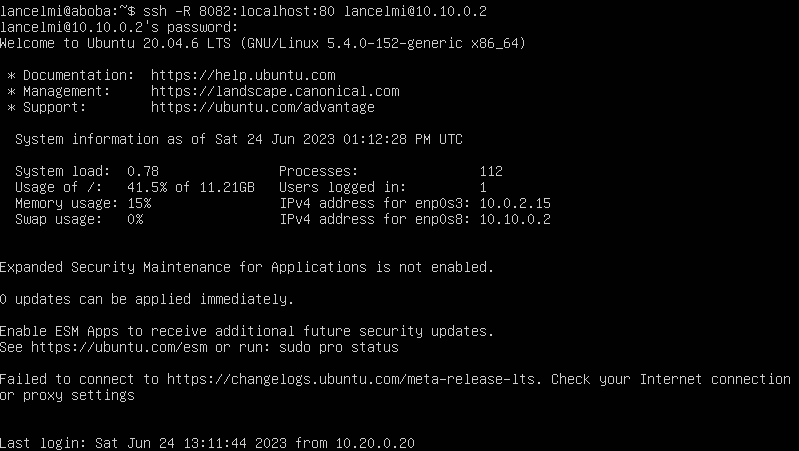 lancelmi@aboba:~$ ssh -R 8082:localhost:80 lancelmi@10.10.0.2
lancelmi@10.10.0.2's password:
Welcome to Ubuntu 20.04.6 LTS (GNU/Linux 5.4.0-152-generic x86_64)

 * Documentation:  https://help.ubuntu.com
 * Management:     https://landscape.canonical.com
 * Support:        https://ubuntu.com/advantage

  System information as of Sat 24 Jun 2023 01:12:28 PM UTC

  System load:  0.78               Processes:               112
  Usage of /:   41.5% of 11.21GB   Users logged in:         1
  Memory usage: 15%                IPv4 address for enp0s3: 10.0.2.15
  Swap usage:   0%                 IPv4 address for enp0s8: 10.10.0.2

Expanded Security Maintenance for Applications is not enabled.

0 updates can be applied immediately.

Enable ESM Apps to receive additional future security updates.
See https://ubuntu.com/esm or run: sudo pro status

Failed to connect to https://changelogs.ubuntu.com/meta-release-lts. Check your Internet connection
or proxy settings

Last login: Sat Jun 24 13:11:44 2023 from 10.20.0.20